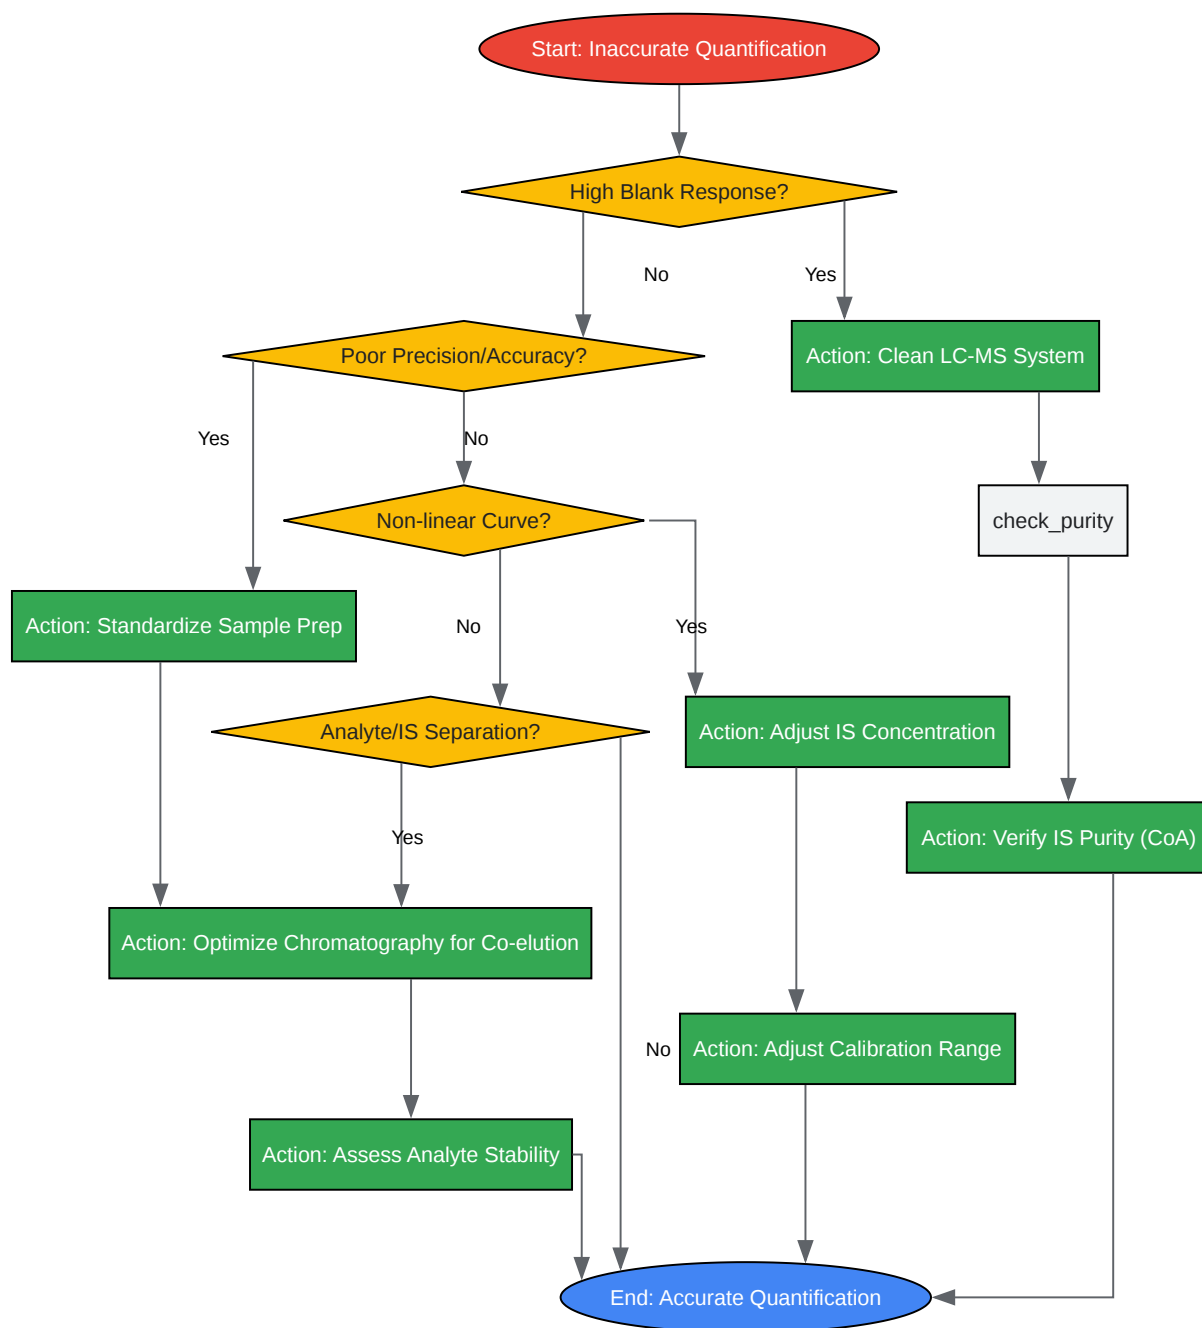 Start: Inaccurate Quantification
High Blank Response?
No
Yes
Poor Precision/Accuracy?
Action: Clean LC-MS System
Yes
No
Non-linear Curve?
check_purity
Action: Standardize Sample Prep
No
Yes
Analyte/IS Separation?
Action: Adjust IS Concentration
Yes
Action: Verify IS Purity (CoA)
Action: Optimize Chromatography for Co-elution
No
Action: Adjust Calibration Range
Action: Assess Analyte Stability
End: Accurate Quantification